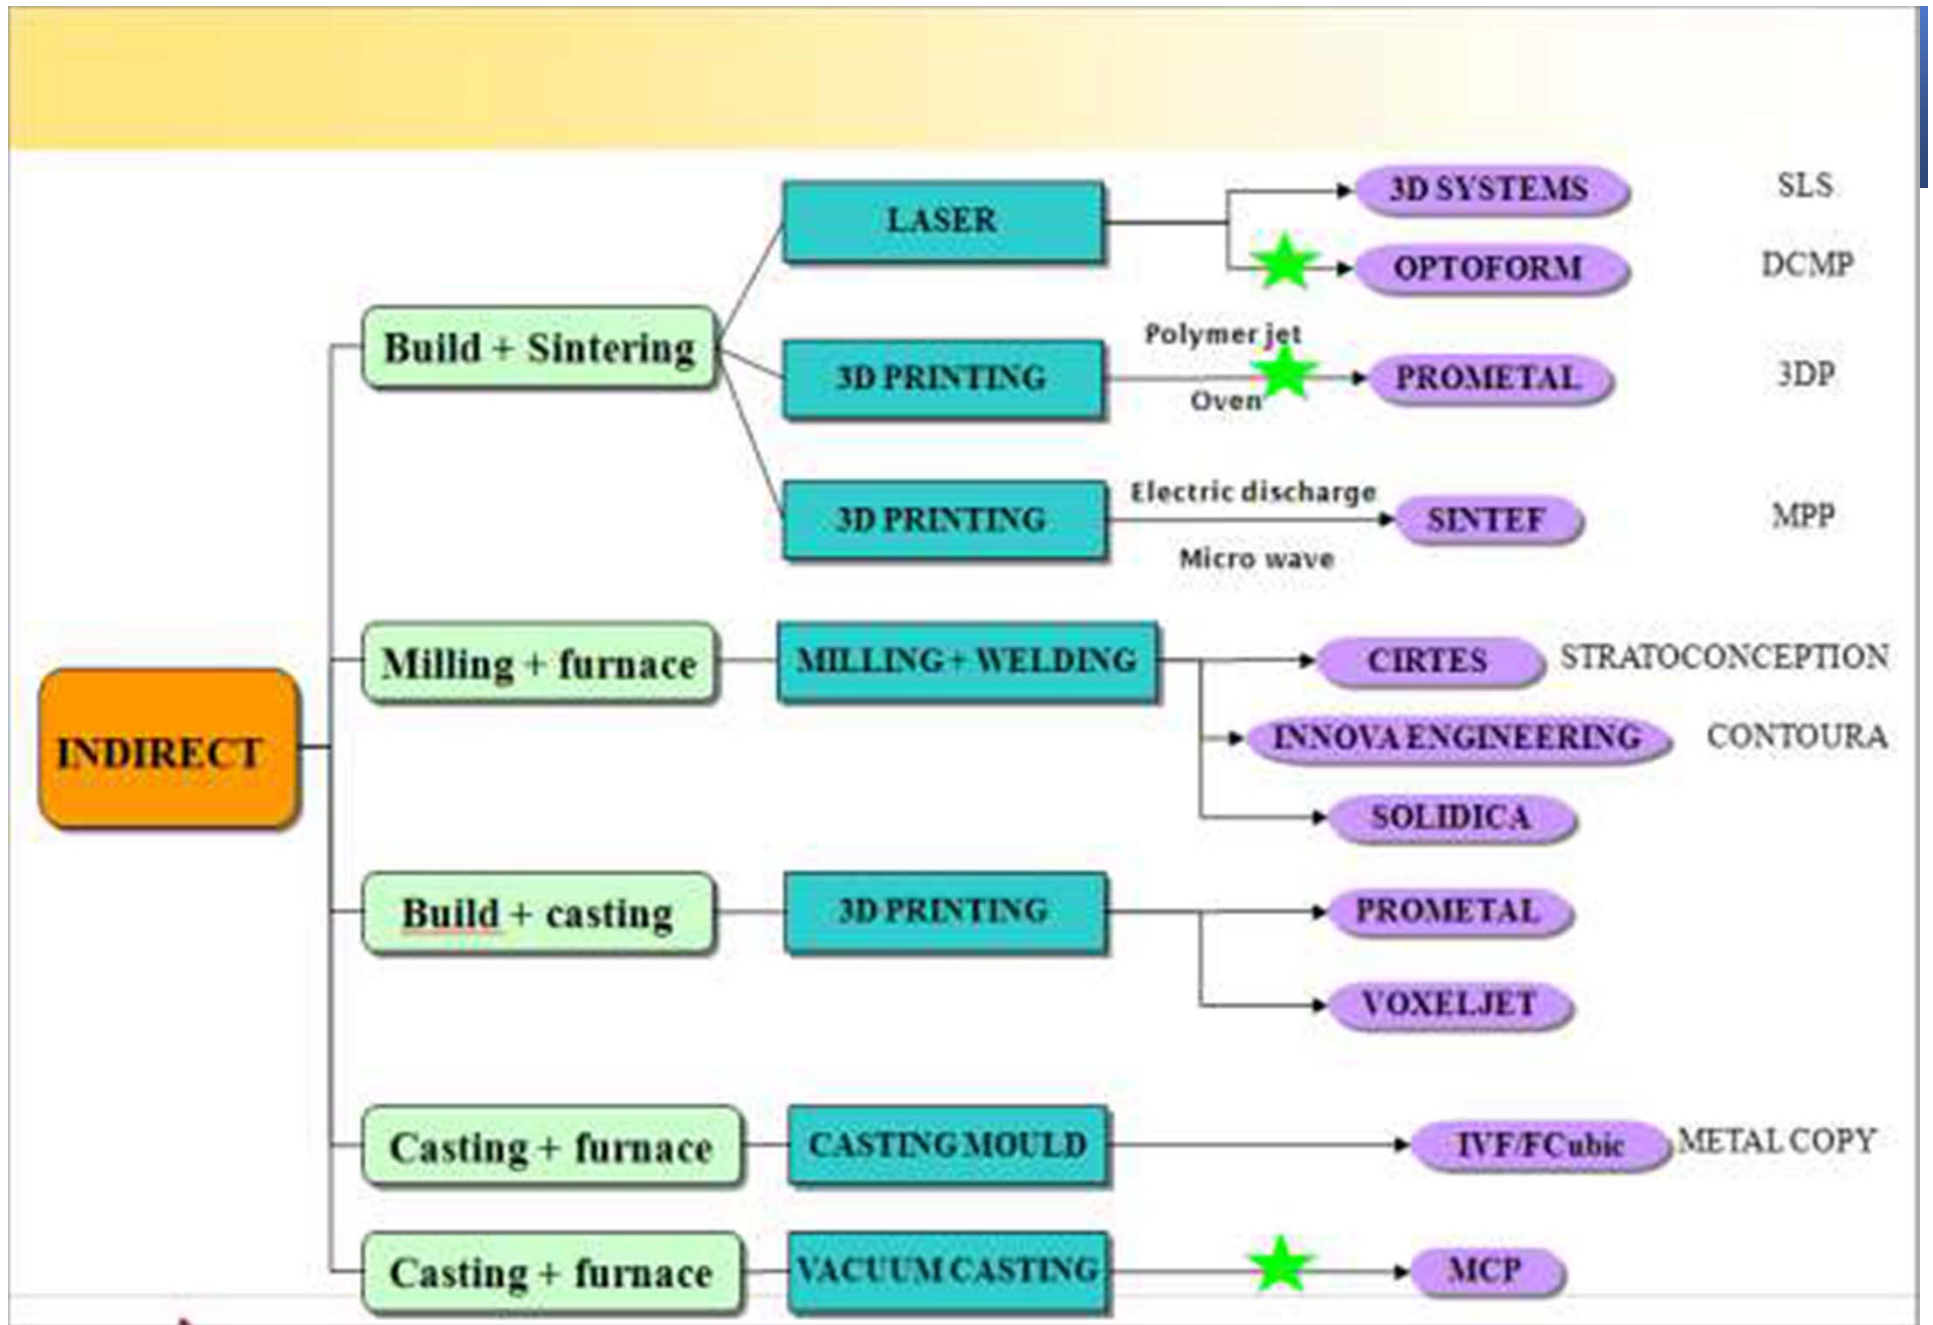 LASER
3D SYSTEMS
SLS
OPTOFORM
DCMP
Build + Sintering
3D PRINTING
Polymer jet
Oven
PROMETAL
3DP
3D PRINTING
Electric discharge
Micro wave
SINTEF
MPP
INDIRECT
Milling + furnace
MILLING + WELDING
CIRTES
STRATOCONCEPTION
INNOVA ENGINEERING
CONTOURA
SOLIDICA
Build + casting
3D PRINTING
PROMETAL
VOXELJET
Casting + furnace
CASTING MOULD
IVF/FCubic
METAL COPY
Casting + furnace
VACUUM CASTING
MCP